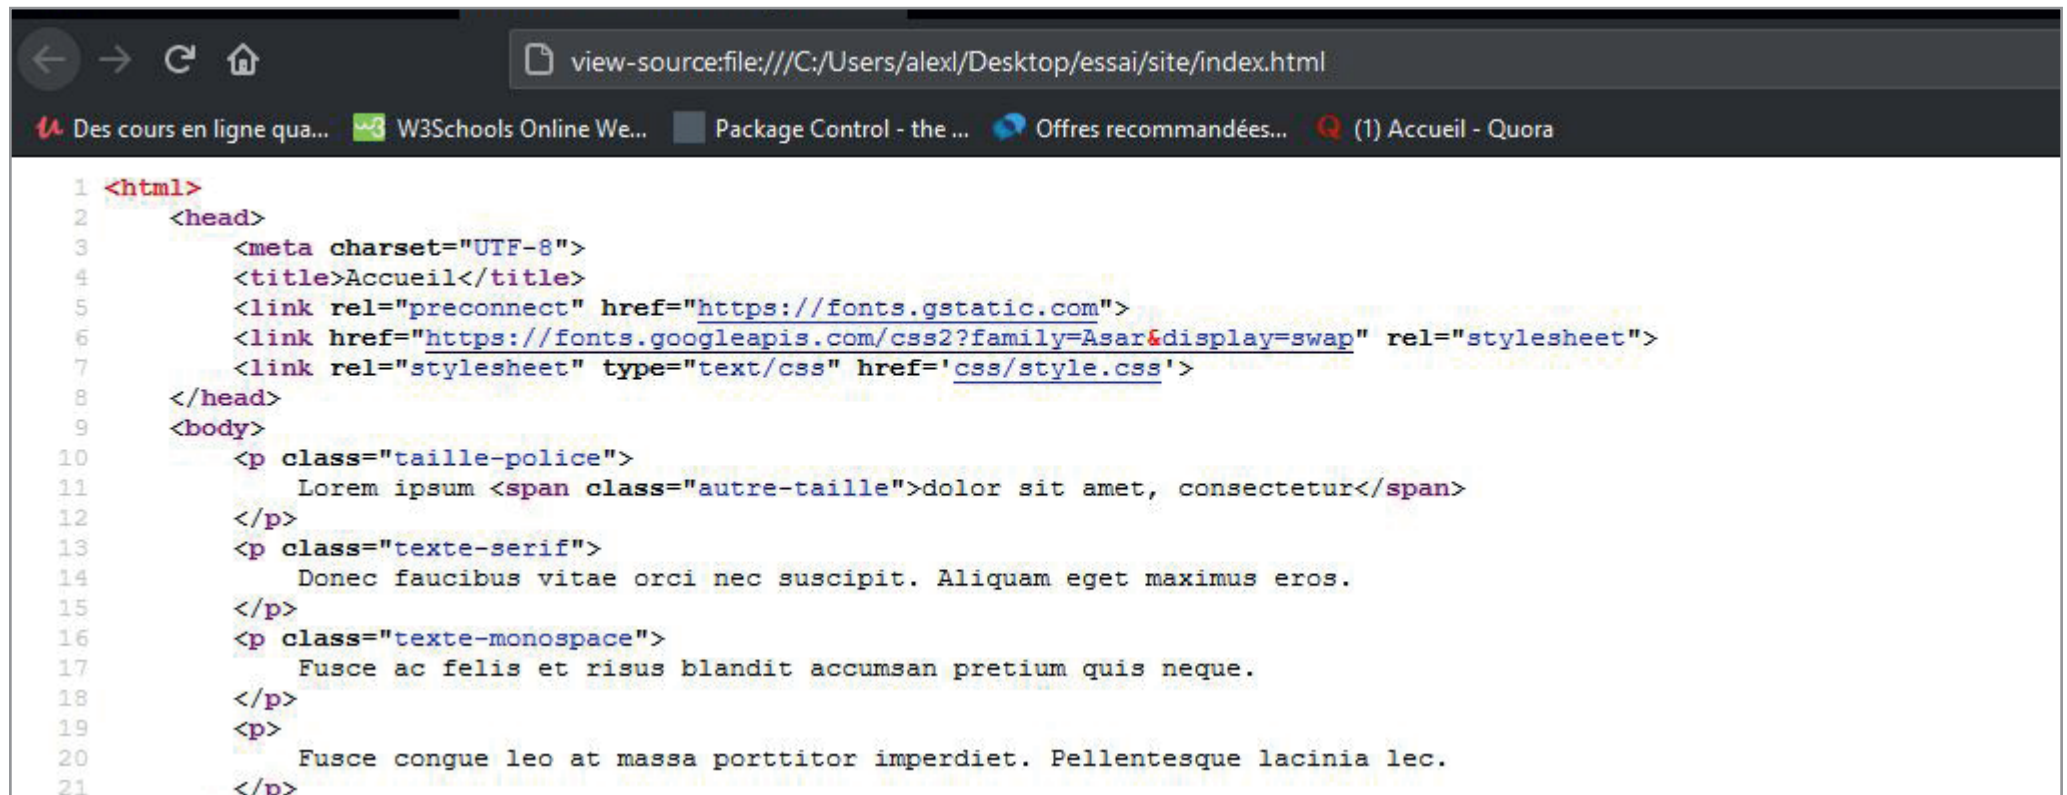 view-source:file:///C:/Users/alexl/Desktop/essai/site/index.html
Des cours en ligne qua... W3Schools Online We... Package Control - the ... Offres recommandées... (1) Accueil - Quora
1 <html>
2 <head>
3 <meta charset="UTF-8">
4 <title>Accueil</title>
5 <link rel="preconnect" href="https://fonts.gstatic.com">
6 <link href="https://fonts.googleapis.com/css2?family=Asar&display=swap" rel="stylesheet">
7 <link rel="stylesheet" type="text/css" href='css/style.css'>
8 </head>
9 <body>
10 <p class="taille-police">
11 Lorem ipsum <span class="autre-taille">dolor sit amet, consectetur</span>
12 </p>
13 <p class="texte-serif">
14 Donec faucibus vitae orci nec suscipit. Aliquam eget maximus eros.
15 </p>
16 <p class="texte-monospace">
17 Fusce ac felis et risus blandit accumsan pretium quis neque.
18 </p>
19 <p>
20 Fusce congue leo at massa porttitor imperdiet. Pellentesque lacinia lec.
21 </p>